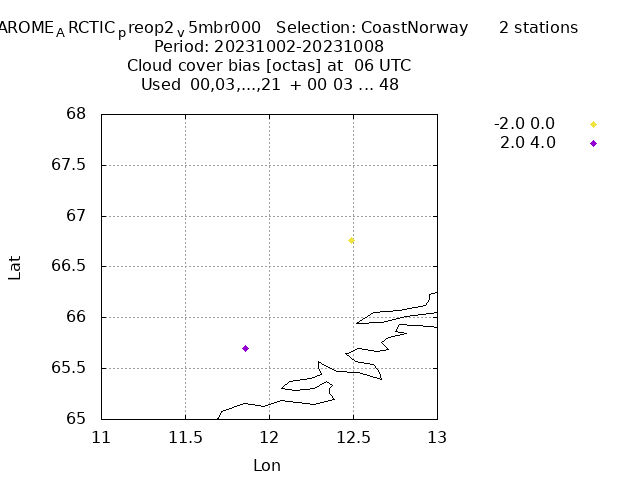 AROME_A RCTIC_p reop2_v 5mbr000 Selection: CoastNorway 2 stations
Period: 20231002-20231008
Cloud cover bias [octas] at 06 UTC
Used 00,03,...,21 + 00 03 ... 48
-2.0 0.0
2.0 4.0
68
67.5
67
66.5
66
65.5
65
Lat
11 11.5 12 12.5 13
Lon